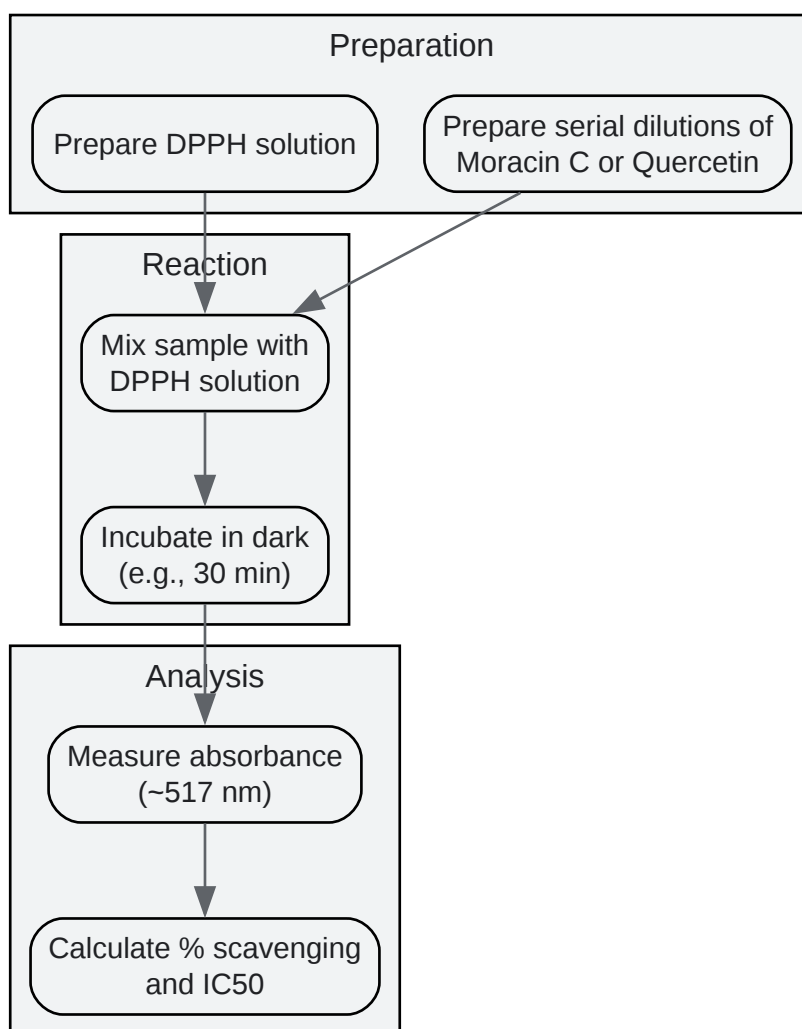 Preparation
Prepare DPPH solution
Prepare serial dilutions of
Moracin C or Quercetin
Reaction
Mix sample with
DPPH solution
Incubate in dark
(e.g., 30 min)
Analysis
Measure absorbance
(~517 nm)
Calculate % scavenging
and IC50